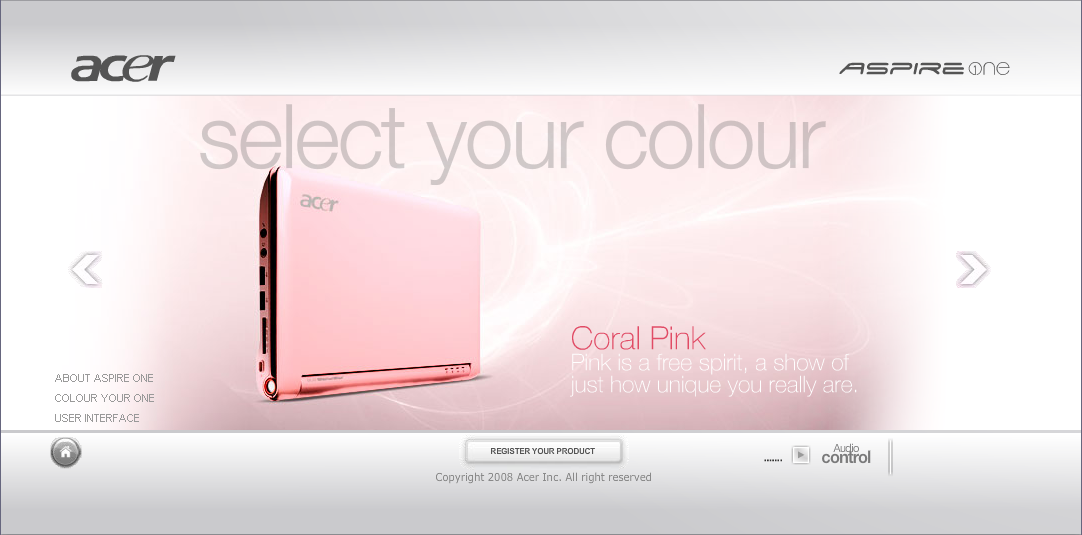 acer
ASPIRE one
select your colour
acer
Coral Pink
Pink is a free spirit, a show of
just how unique you really are.
ABOUT ASPIRE ONE
COLOUR YOUR ONE
USER INTERFACE
REGISTER YOUR PRODUCT
Audio
control
Copyright 2008 Acer Inc. All right reserved